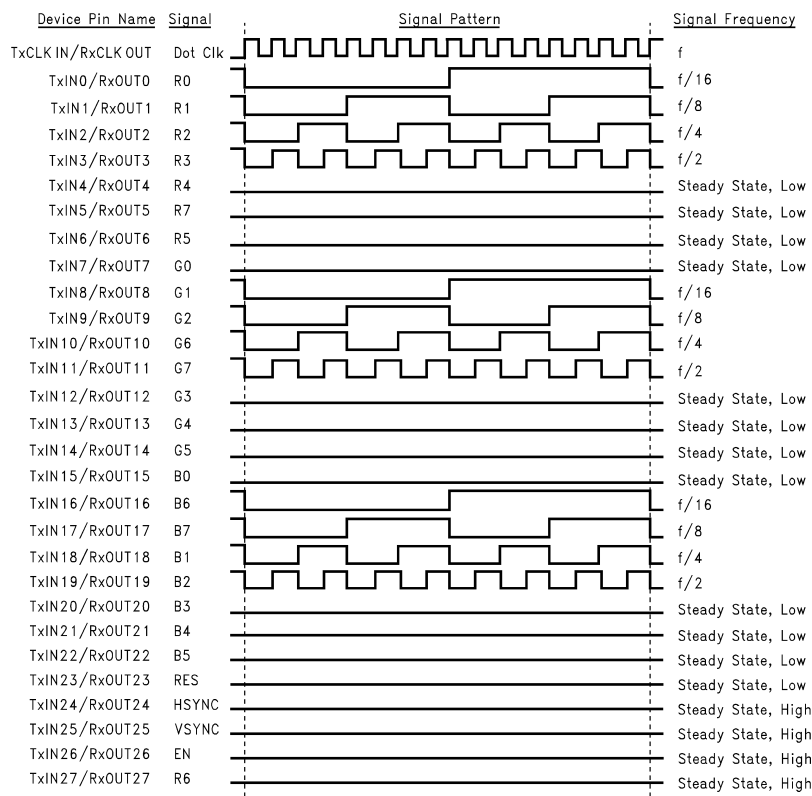 Device Pin Name Signal Signal Pattern Signal Frequency
TxCLK IN/RxCLK OUT Dot Clk f
TxIN0/RxOUT0 R0 f/16
TxIN1/RxOUT1 R1 f/8
TxIN2/RxOUT2 R2 f/4
TxIN3/RxOUT3 R3 f/2
TxIN4/RxOUT4 R4 Steady State, Low
TxIN5/RxOUT5 R7 Steady State, Low
TxIN6/RxOUT6 R5 Steady State, Low
TxIN7/RxOUT7 G0 Steady State, Low
TxIN8/RxOUT8 G1 f/16
TxIN9/RxOUT9 G2 f/8
TxIN10/RxOUT10 G6 f/4
TxIN11/RxOUT11 G7 f/2
TxIN12/RxOUT12 G3 Steady State, Low
TxIN13/RxOUT13 G4 Steady State, Low
TxIN14/RxOUT14 G5 Steady State, Low
TxIN15/RxOUT15 B0 Steady State, Low
TxIN16/RxOUT16 B6 f/16
TxIN17/RxOUT17 B7 f/8
TxIN18/RxOUT18 B1 f/4
TxIN19/RxOUT19 B2 f/2
TxIN20/RxOUT20 B3 Steady State, Low
TxIN21/RxOUT21 B4 Steady State, Low
TxIN22/RxOUT22 B5 Steady State, Low
TxIN23/RxOUT23 RES Steady State, Low
TxIN24/RxOUT24 HSYNC Steady State, High
TxIN25/RxOUT25 VSYNC Steady State, High
TxIN26/RxOUT26 EN Steady State, High
TxIN27/RxOUT27 R6 Steady State, High